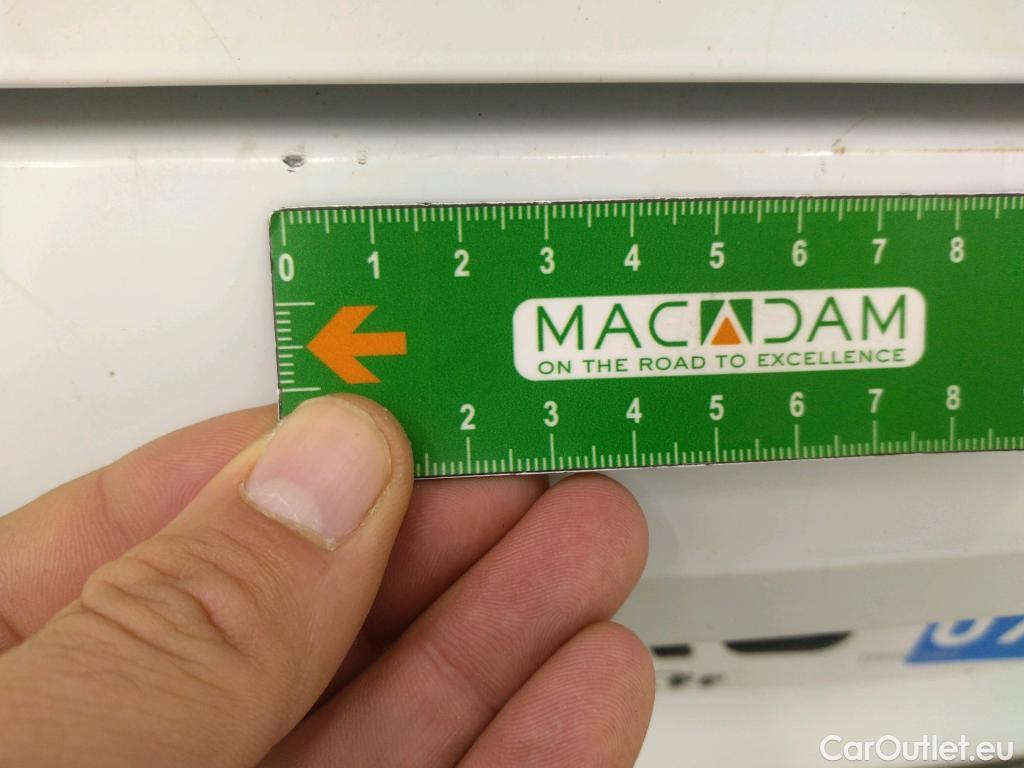 0 1 2 3 4 5 6 7 8
MACADAM
ON THE ROAD TO EXCELLENCE
2 3 4 5 6 7 8
CarOutlet.eu